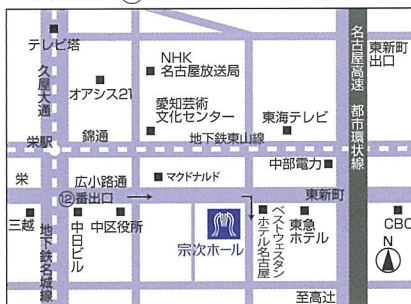 テレビ塔
久屋大通
オアシス21
NHK
名古屋放送局
愛知芸術
文化センター
東海テレビ
名古屋高速 都市環状線
東新町
出口
栄駅
錦通
地下鉄東山線
中部電力
栄
広小路通
マクドナルド
東新町
⑫番出口
三越
地下鉄名城線
中日ビル
中区役所
宗次ホール
ベストウェスタン
ホテル名古屋
東急
ホテル
CBC
N
至高辻